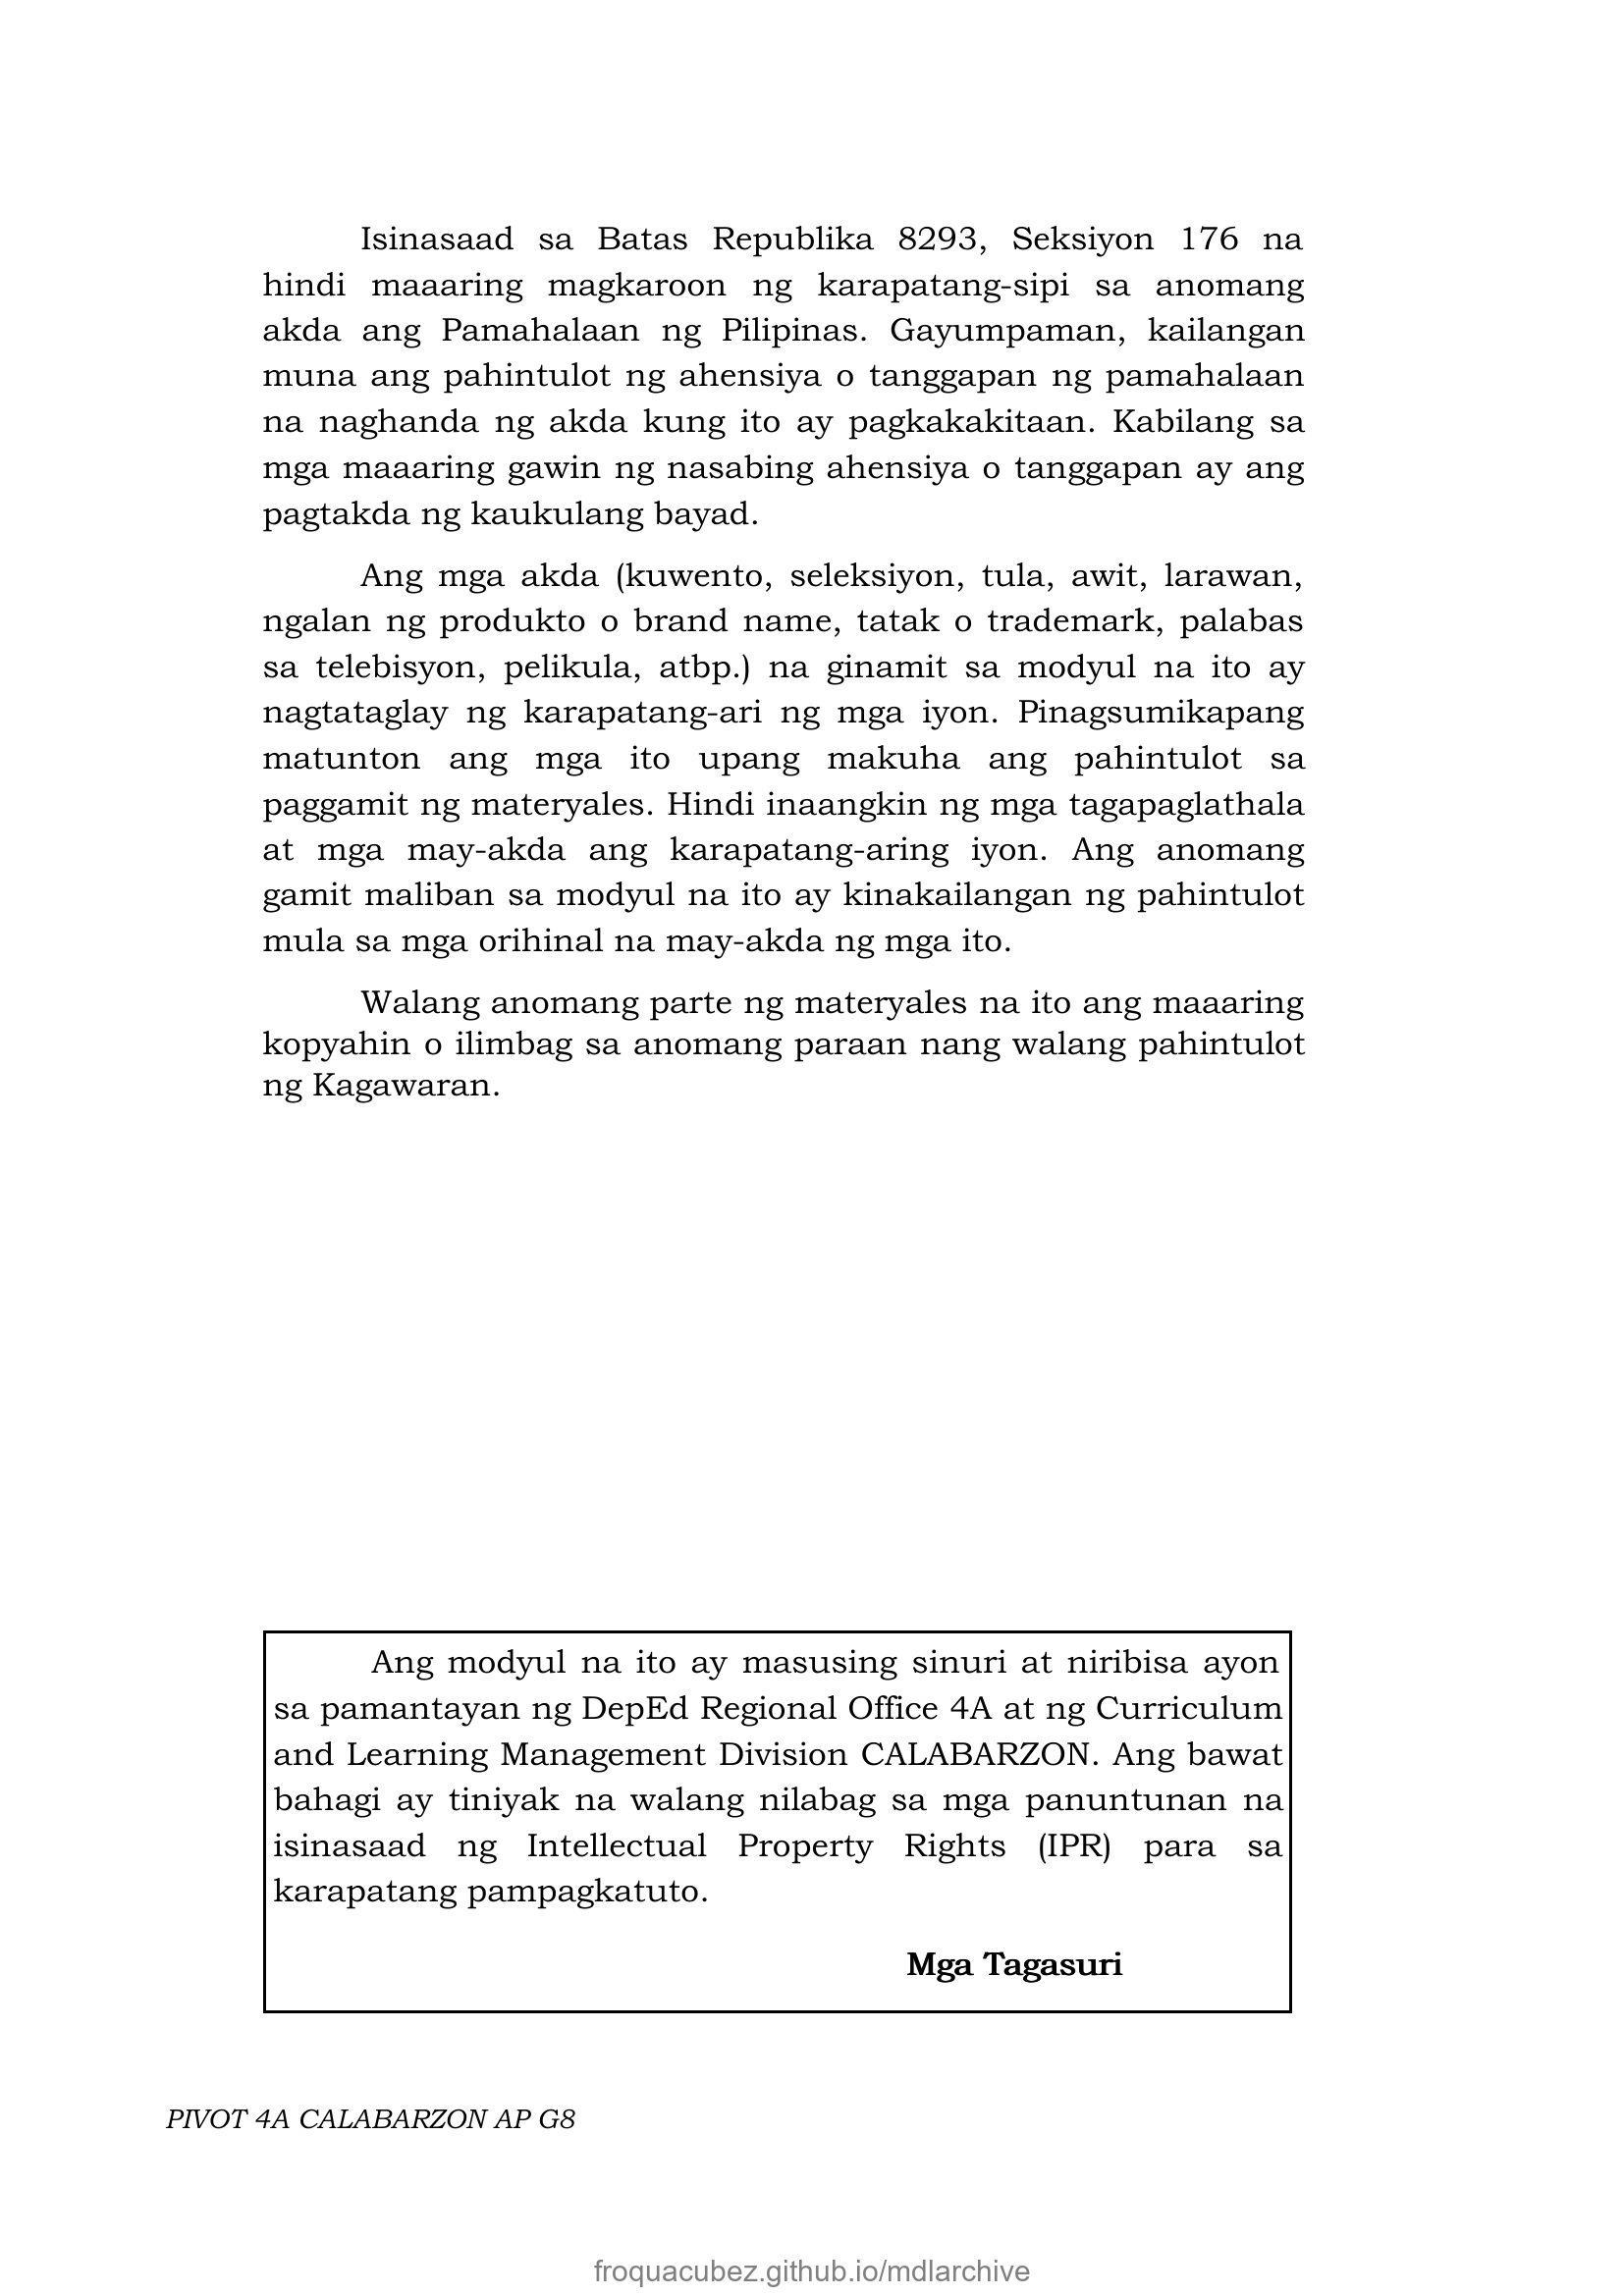 Isinasaad sa Batas Republika 8293, Seksiyon 176 na
hindi maaaring magkaroon ng karapatang-sipi sa anomang
akda ang Pamahalaan ng Pilipinas. Gayumpaman, kailangan
muna ang pahintulot ng ahensiya o tanggapan ng pamahalaan
na naghanda ng akda kung ito ay pagkakakitaan. Kabilang sa
mga maaaring gawin ng nasabing ahensiya o tanggapan ay ang
pagtakda ng kaukulang bayad.
Ang mga akda (kuwento, seleksiyon, tula, awit, larawan,
ngalan ng produkto o brand name, tatak o trademark, palabas
sa telebisyon, pelikula, atbp.) na ginamit sa modyul na ito ay
nagtataglay ng karapatang-ari ng mga iyon. Pinagsumikapang
matunton ang mga ito upang makuha ang pahintulot sa
paggamit ng materyales. Hindi inaangkin ng mga tagapaglathala
at mga may-akda ang karapatang-aring iyon. Ang anomang
gamit maliban sa modyul na ito ay kinakailangan ng pahintulot
mula sa mga orihinal na may-akda ng mga ito.
Walang anomang parte ng materyales na ito ang maaaring
kopyahin o ilimbag sa anomang paraan nang walang pahintulot
ng Kagawaran.
Ang modyul na ito ay masusing sinuri at niribisa ayon
sa pamantayan ng DepEd Regional Office 4A at ng Curriculum
and Learning Management Division CALABARZON. Ang bawat
bahagi ay tiniyak na walang nilabag sa mga panuntunan na
isinasaad ng Intellectual Property Rights (IPR) para sa
karapatang pampagkatuto.
Mga Tagasuri
PIVOT 4A CALABARZON AP G8
froquacubez.github.io/mdlarchive